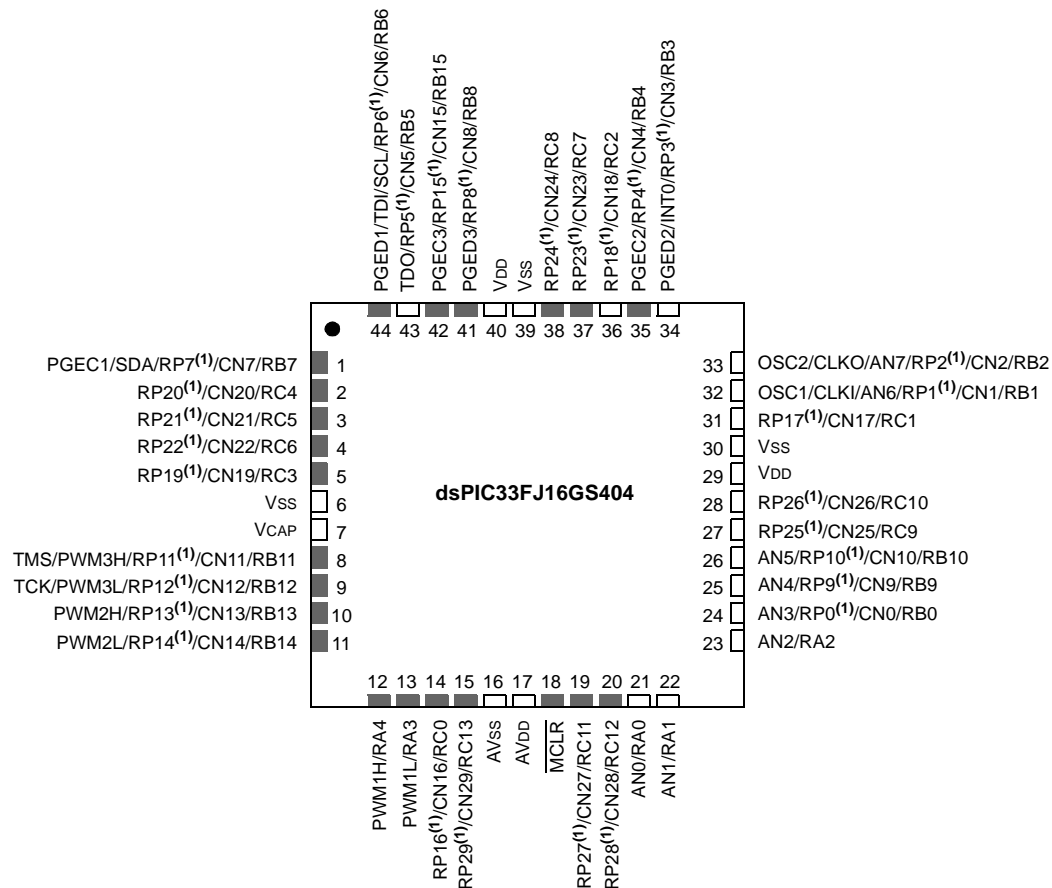 PGED1/TDI/SCL/RP6(1)/CN6/RB6
TDO/RP5(1)/CN5/RB5
PGEC3/RP15(1)/CN15/RB15
PGED3/RP8(1)/CN8/RB8
VDD
VSS
RP24(1)/CN24/RC8
RP23(1)/CN23/RC7
RP18(1)/CN18/RC2
PGEC2/RP4(1)/CN4/RB4
PGED2/INT0/RP3(1)/CN3/RB3
44 43 42 41 40 39 38 37 36 35 34
PGEC1/SDA/RP7(1)/CN7/RB7 1
RP20(1)/CN20/RC4 2
RP21(1)/CN21/RC5 3
RP22(1)/CN22/RC6 4
RP19(1)/CN19/RC3 5
VSS 6
VCAP 7
TMS/PWM3H/RP11(1)/CN11/RB11 8
TCK/PWM3L/RP12(1)/CN12/RB12 9
PWM2H/RP13(1)/CN13/RB13 10
PWM2L/RP14(1)/CN14/RB14 11
dsPIC33FJ16GS404
33 OSC2/CLKO/AN7/RP2(1)/CN2/RB2
32 OSC1/CLKI/AN6/RP1(1)/CN1/RB1
31 RP17(1)/CN17/RC1
30 VSS
29 VDD
28 RP26(1)/CN26/RC10
27 RP25(1)/CN25/RC9
26 AN5/RP10(1)/CN10/RB10
25 AN4/RP9(1)/CN9/RB9
24 AN3/RP0(1)/CN0/RB0
23 AN2/RA2
12 13 14 15 16 17 18 19 20 21 22
PWM1H/RA4
PWM1L/RA3
RP16(1)/CN16/RC0
RP29(1)/CN29/RC13
AVSS
AVDD
MCLR
RP27(1)/CN27/RC11
RP28(1)/CN28/RC12
AN0/RA0
AN1/RA1